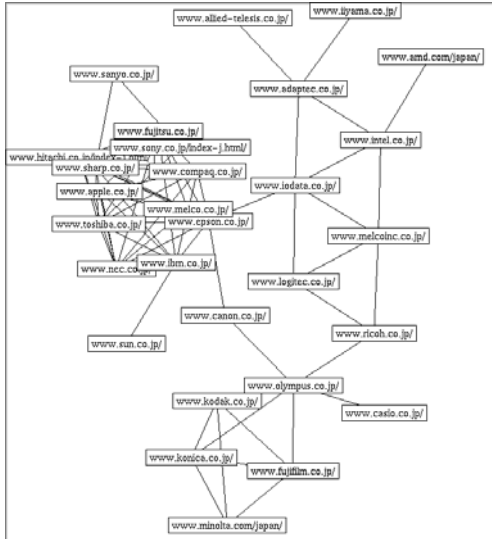 www.iiyama.co.jp/
www.allied-telesis.co.jp/
www.amd.com/japan/
www.sanyo.co.jp/
www.adaptec.co.jp/
www.fujitsu.co.jp/
www.intel.co.jp/
www.sony.co.jp/index-j.html/
www.sharp.co.jp/
www.compaq.co.jp/
www.apple.co.jp/
www.iodata.co.jp/
www.melco.co.jp/
www.toshiba.co.jp/
www.epson.co.jp/
www.melcoinc.co.jp/
www.nec.co.jp/
www.ibm.co.jp/
www.logitec.co.jp/
www.canon.co.jp/
www.ricoh.co.jp/
www.sun.co.jp/
www.olympus.co.jp/
www.kodak.co.jp/
www.casio.co.jp/
www.konica.co.jp/
www.fujifilm.co.jp/
www.minolta.com/japan/